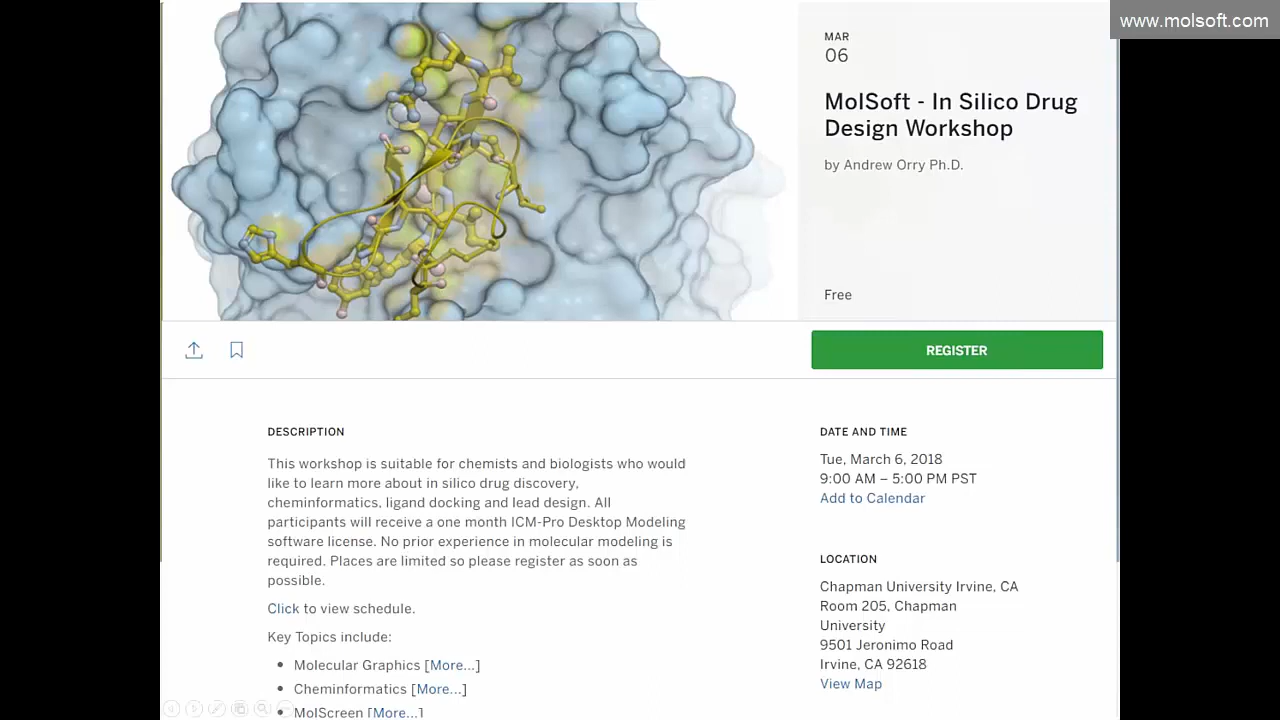 www.molsoft.com
MAR
06
MolSoft - In Silico Drug
Design Workshop
by Andrew Orry Ph.D.
Free
REGISTER
DESCRIPTION
This workshop is suitable for chemists and biologists who would
like to learn more about in silico drug discovery,
cheminformatics, ligand docking and lead design. All
participants will receive a one month ICM-Pro Desktop Modeling
software license. No prior experience in molecular modeling is
required. Places are limited so please register as soon as
possible.
Click to view schedule.
Key Topics include:
• Molecular Graphics [More...]
• Cheminformatics [More...]
• MolScreen [More...]
DATE AND TIME
Tue, March 6, 2018
9:00 AM – 5:00 PM PST
Add to Calendar
LOCATION
Chapman University Irvine, CA
Room 205, Chapman
University
9501 Jeronimo Road
Irvine, CA 92618
View Map